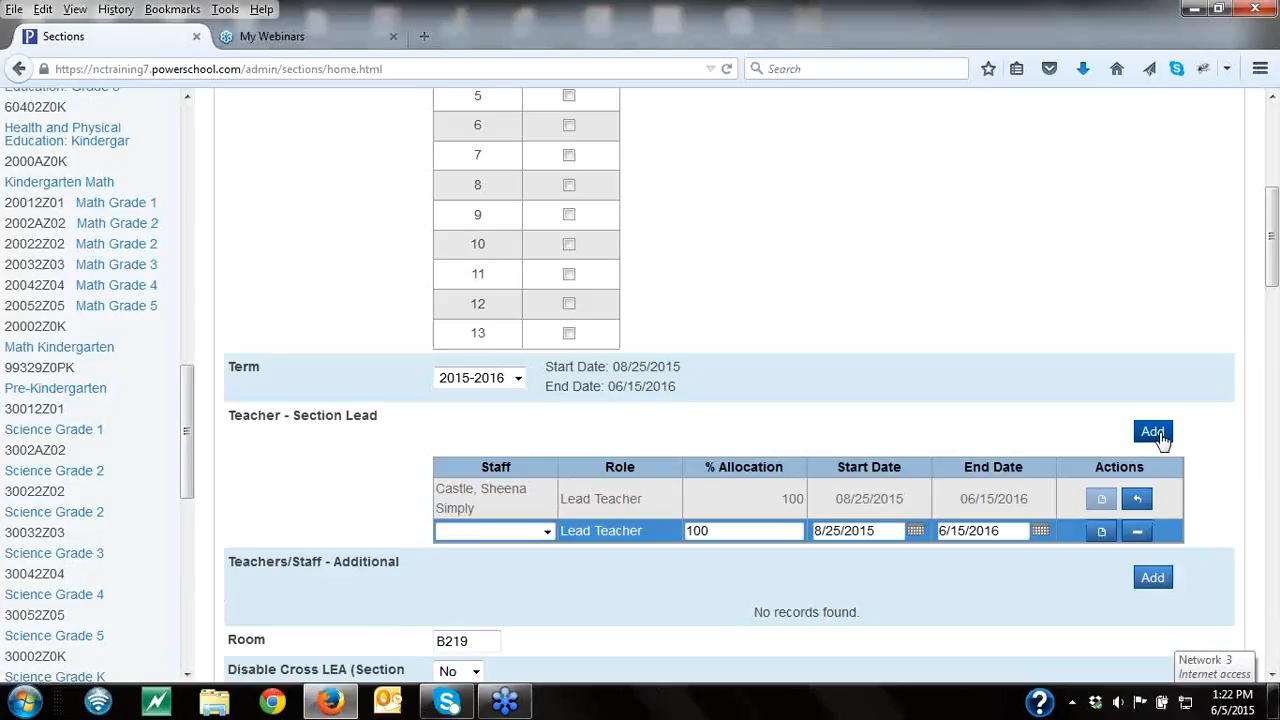 File Edit View History Bookmarks Tools Help
Sections
My Webinars
https://nctraining7.powerschool.com/admin/sections/home.html
Search
60402Z0K
Health and Physical
Education: Kindergar
2000AZ0K
Kindergarten Math
20012Z01 Math Grade 1
2002AZ02 Math Grade 2
20022Z02 Math Grade 2
20032Z03 Math Grade 3
20042Z04 Math Grade 4
20052Z05 Math Grade 5
20002Z0K
Math Kindergarten
99329Z0PK
Pre-Kindergarten
30012Z01
Science Grade 1
3002AZ02
Science Grade 2
30022Z02
Science Grade 2
30032Z03
Science Grade 3
30042Z04
Science Grade 4
30052Z05
Science Grade 5
30002Z0K
Science Grade K
5
6
7
8
9
10
11
12
13
Term
2015-2016
Start Date: 08/25/2015
End Date: 06/15/2016
Teacher - Section Lead
Add
Staff Role % Allocation Start Date End Date Actions
Castle, Sheena
Simply
Lead Teacher 100 08/25/2015 06/15/2016
Lead Teacher 100 8/25/2015 6/15/2016
Teachers/Staff - Additional
Add
No records found.
Room
B219
Disable Cross LEA (Section
No
Network 3
Internet access
1:22 PM
6/5/2015